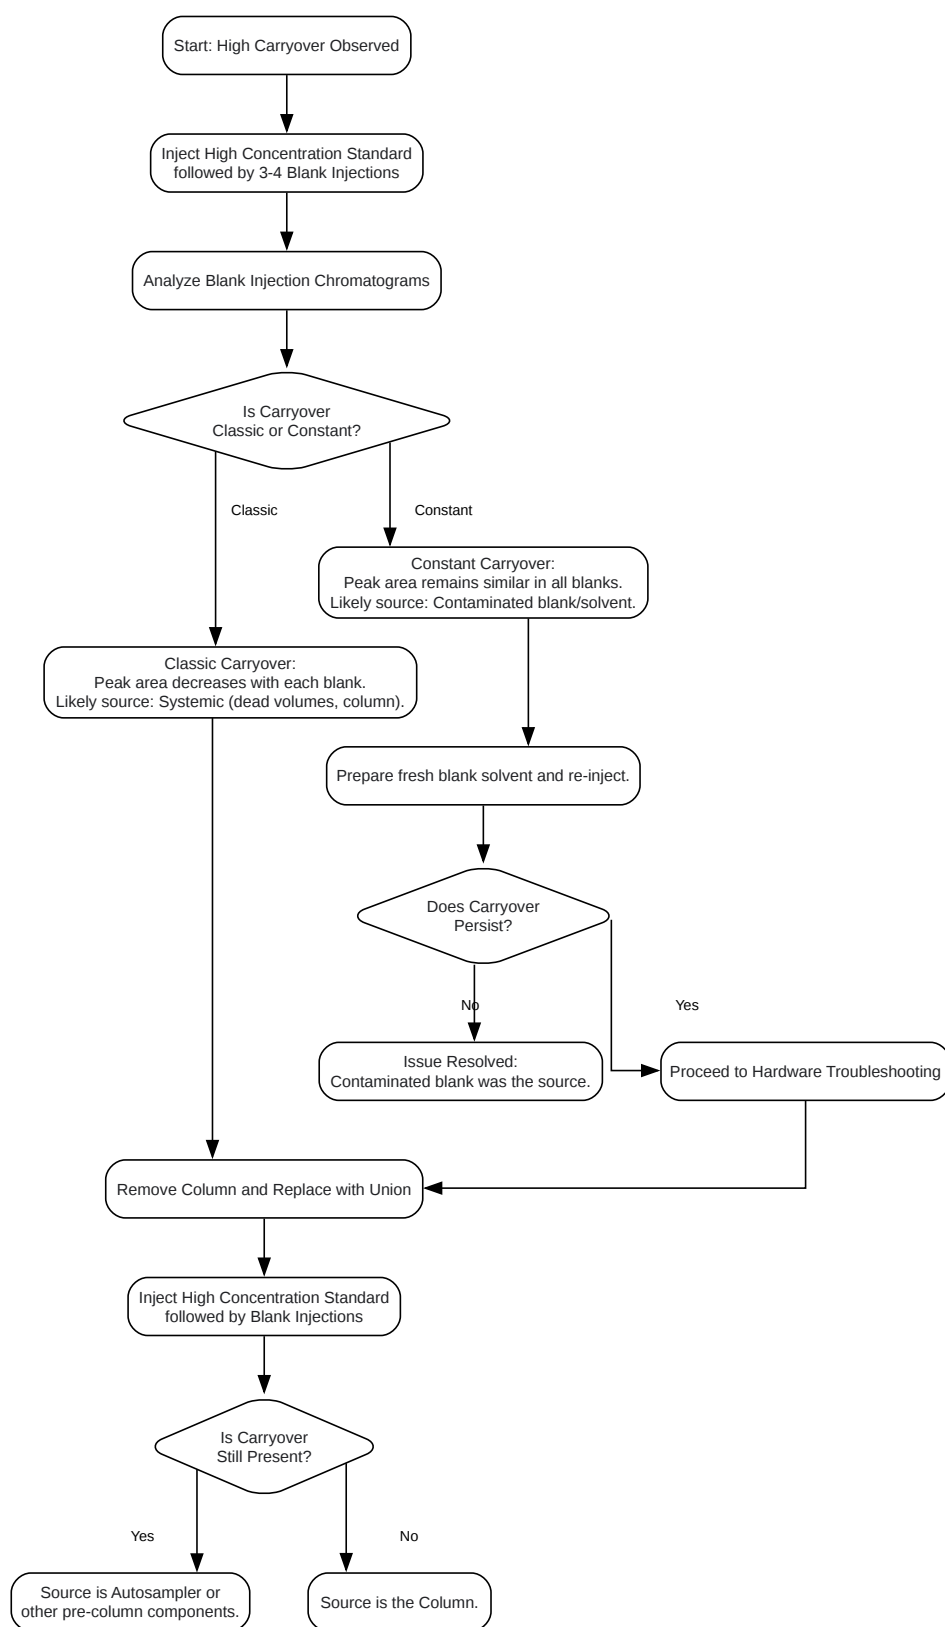 Start: High Carryover Observed
Inject High Concentration Standard
followed by 3-4 Blank Injections
Analyze Blank Injection Chromatograms
Is Carryover
Classic or Constant?
Classic
Constant
Constant Carryover:
Peak area remains similar in all blanks.
Likely source: Contaminated blank/solvent.
Classic Carryover:
Peak area decreases with each blank.
Likely source: Systemic (dead volumes, column).
Prepare fresh blank solvent and re-inject.
Does Carryover
Persist?
No
Yes
Issue Resolved:
Contaminated blank was the source.
Proceed to Hardware Troubleshooting
Remove Column and Replace with Union
Inject High Concentration Standard
followed by Blank Injections
Is Carryover
Still Present?
Yes
No
Source is Autosampler or
other pre-column components.
Source is the Column.